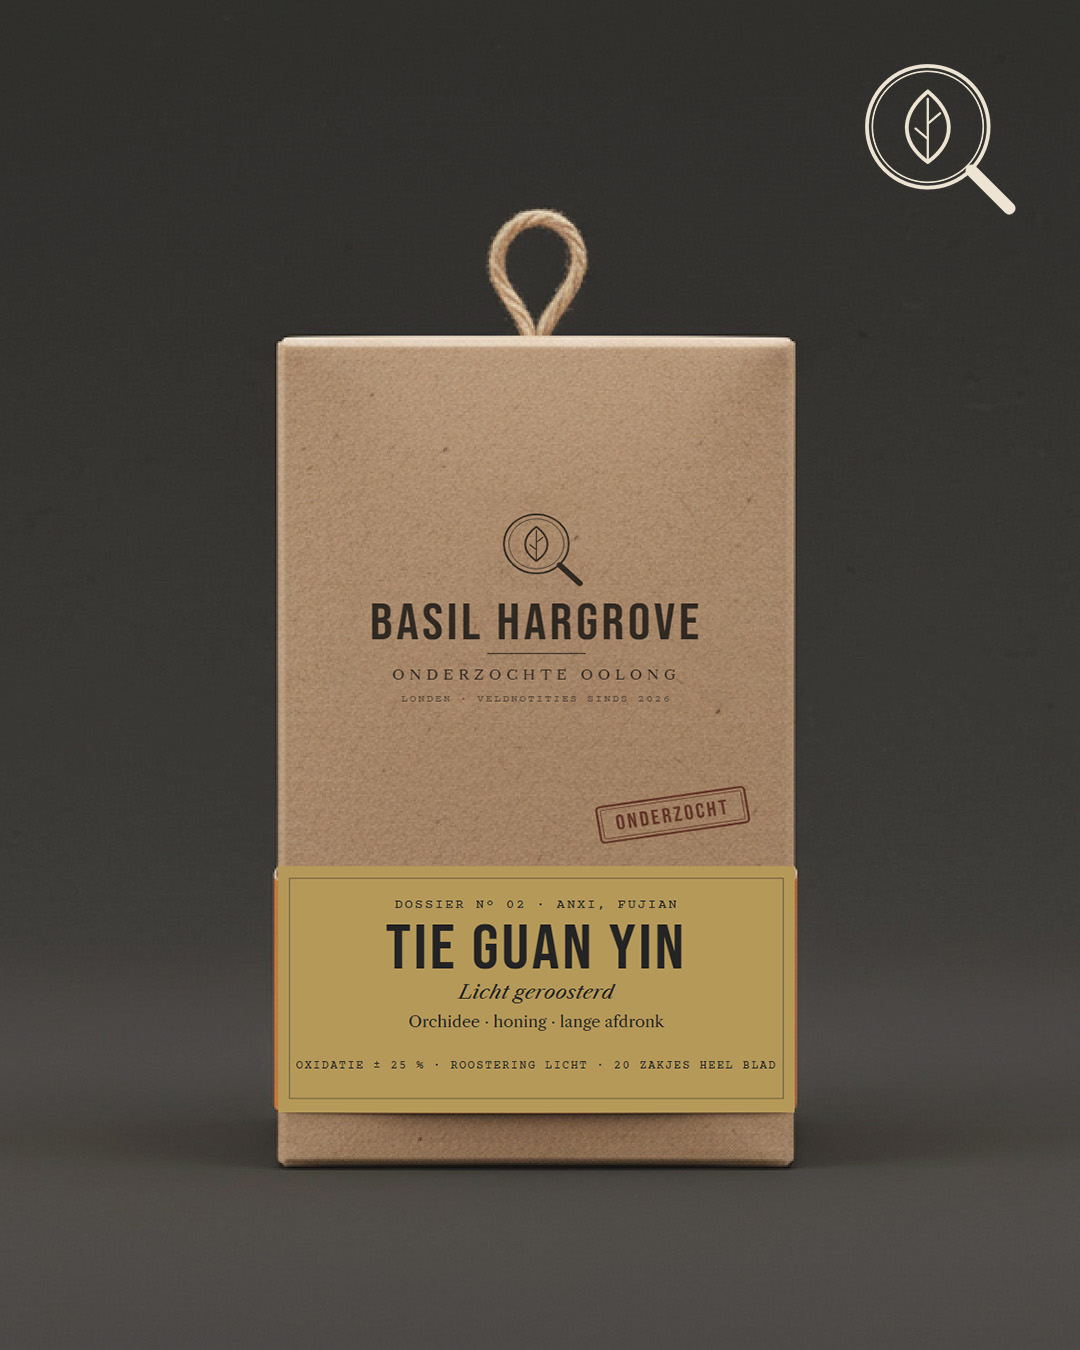 BASIL HARGROVE
ONDERZOCHTE OOLONG
LONDEN · VELDNOTITIES SINDS 2026
ONDERZOCHT
DOSSIER Nº 02 · ANXI, FUJIAN
TIE GUAN YIN
Licht geroosterd
Orchidee · honing · lange afdronk
OXIDATIE ± 25 % · ROOSTERING LICHT · 20 ZAKJES HEEL BLAD